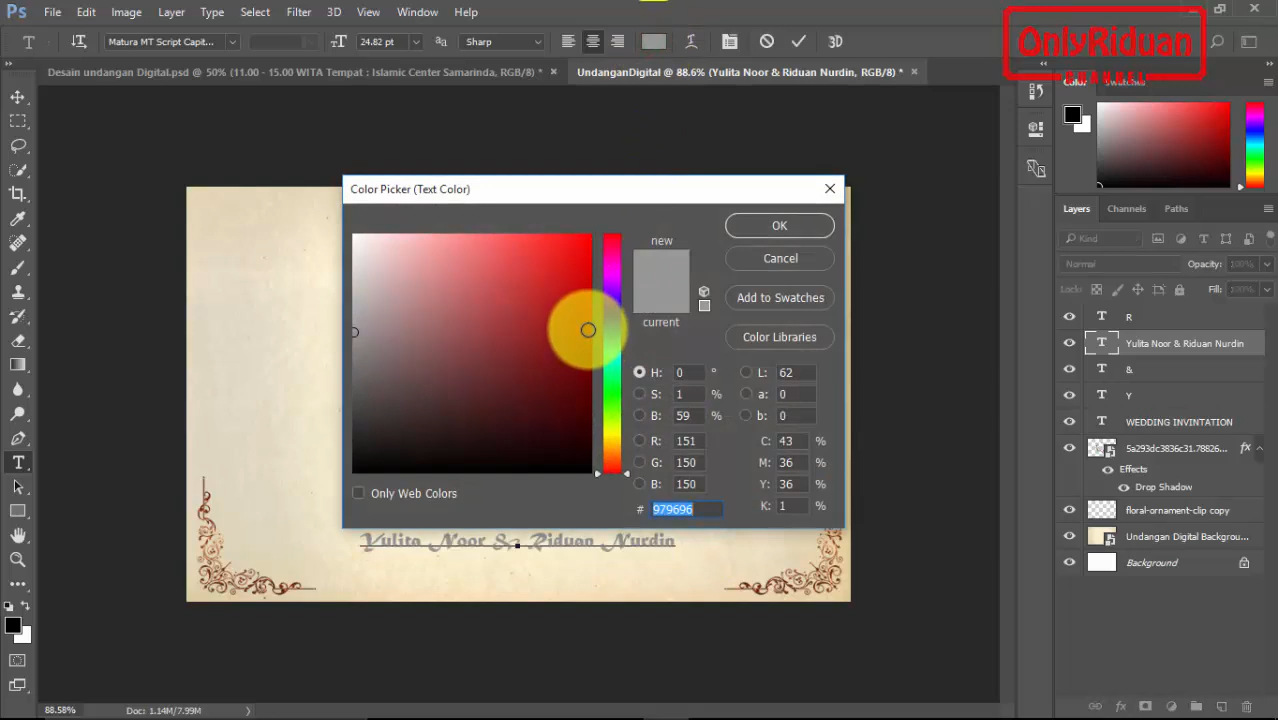 Ps File Edit Image Layer Type Select Filter 3D View Window Help
T Matura MT Script Capit... 24.82 pt aa Sharp 3D
OnlyRiduan
CHANNEL
Desain undangan Digital.psd @ 50% (11.00 - 15.00 WITA Tempat : Islamic Center Samarinda, RGB/8) * ×
UndanganDigital @ 88.6% (Yulita Noor & Riduan Nurdin, RGB/8) * ×
Color Swatches
Color Picker (Text Color)
new
current
OK
Cancel
Add to Swatches
Color Libraries
H: 0 °
S: 1 %
B: 59 %
R: 151
G: 150
B: 150
# 979696
L: 62
a: 0
b: 0
C: 43 %
M: 36 %
Y: 36 %
K: 1 %
Only Web Colors
Yulita Noor & Riduan Nurdin
Layers Channels Paths
Kind
Normal Opacity: 100%
Lock: Fill: 100%
T R
T Yulita Noor & Riduan Nurdin
T &
T Y
T WEDDING INVINTATION
5a293dc3836c31.78826... fx
Effects
Drop Shadow
floral-ornament-clip copy
Undangan Digital Backgrou...
Background
88.58% Doc: 1.14M/7.99M